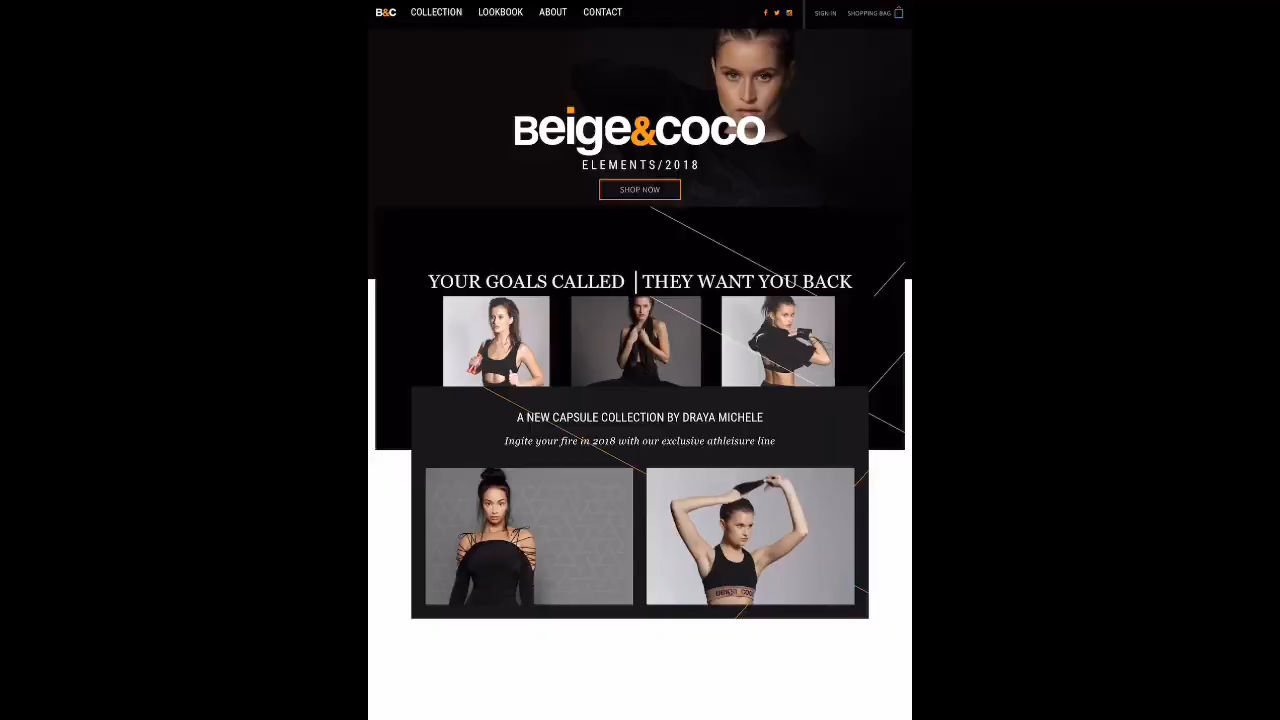 B&C COLLECTION LOOKBOOK ABOUT CONTACT SIGN IN SHOPPING BAG
Beige&coco
ELEMENTS/2018
SHOP NOW
YOUR GOALS CALLED | THEY WANT YOU BACK
A NEW CAPSULE COLLECTION BY DRAYA MICHELE
Ingite your fire in 2018 with our exclusive athleisure line